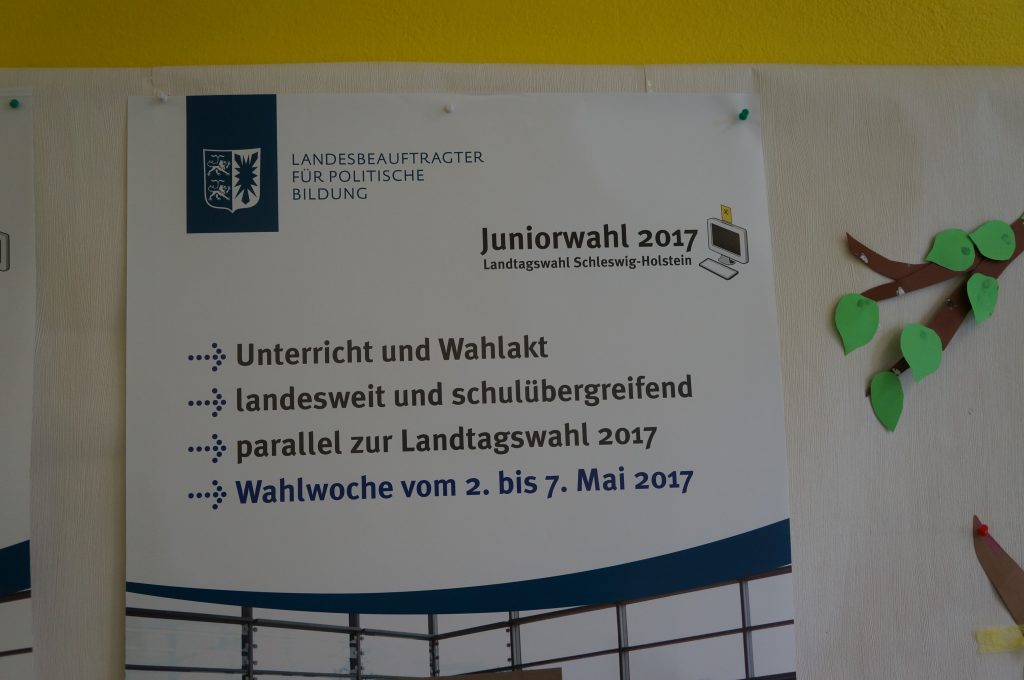 LANDESBEAUFTRAGTER
FÜR POLITISCHE
BILDUNG
Juniorwahl 2017
Landtagswahl Schleswig-Holstein
Unterricht und Wahlakt
landesweit und schulübergreifend
parallel zur Landtagswahl 2017
Wahlwoche vom 2. bis 7. Mai 2017